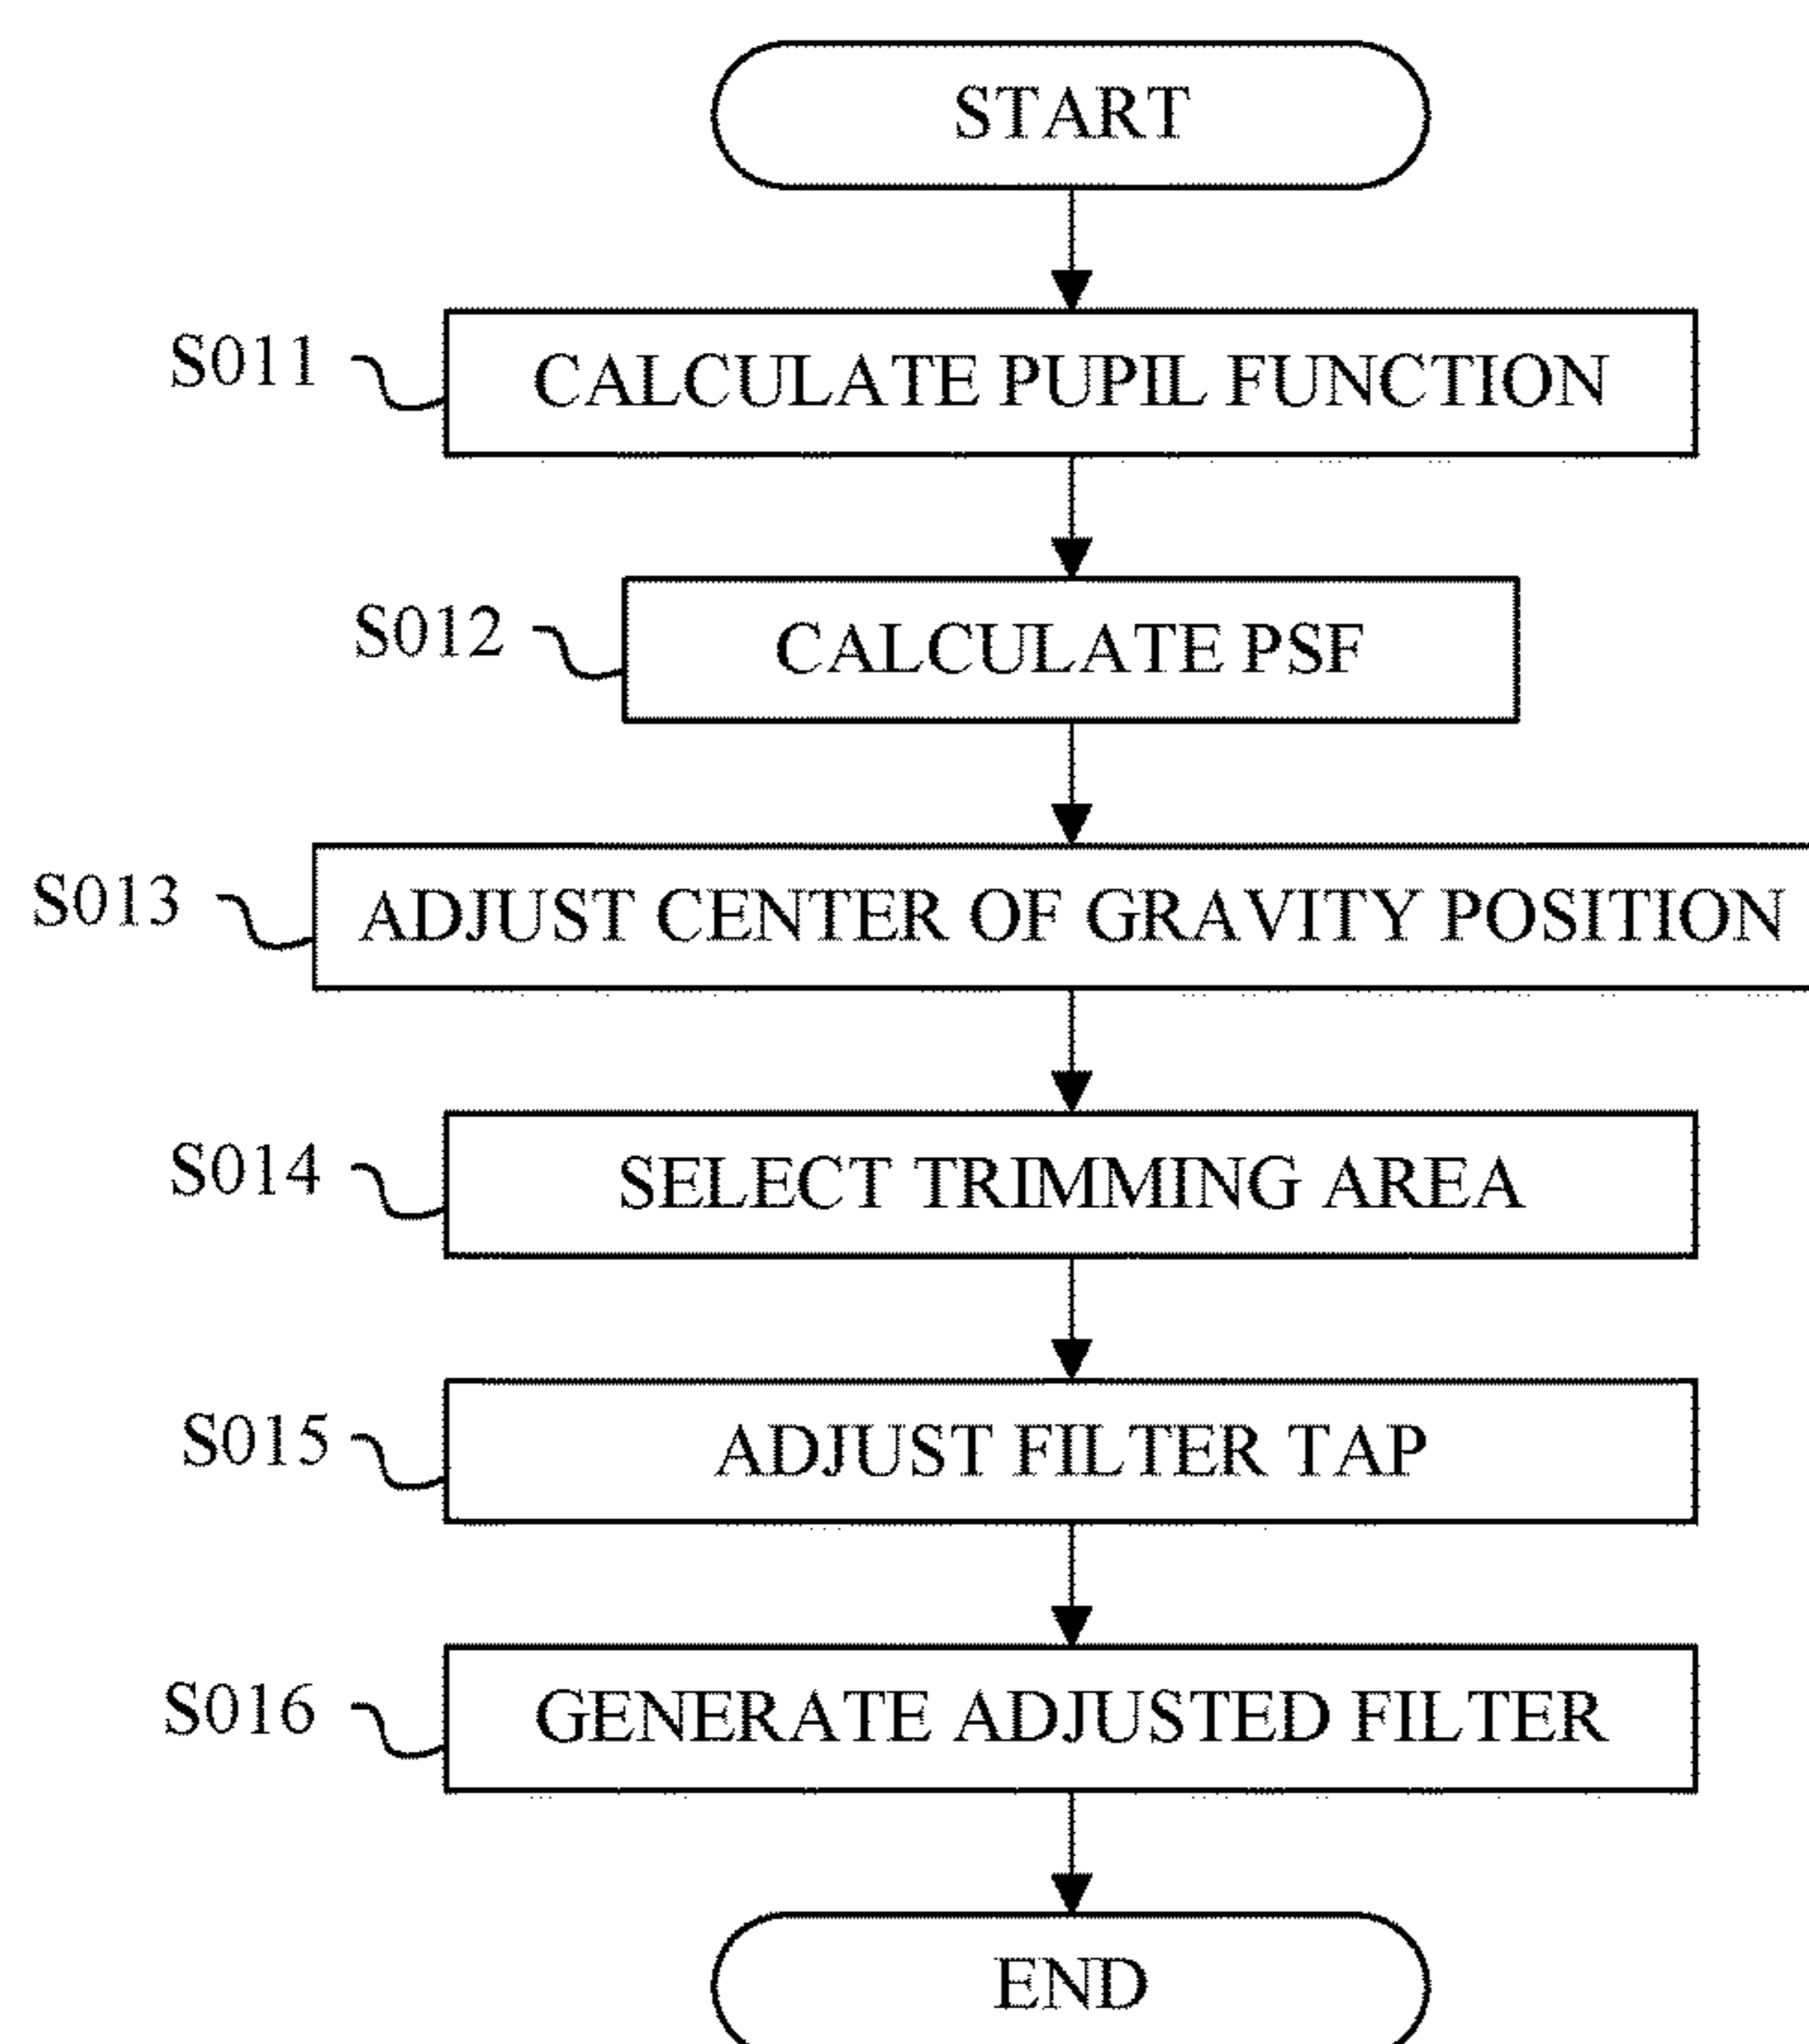 START
S011 CALCULATE PUPIL FUNCTION
S012 CALCULATE PSF
S013 ADJUST CENTER OF GRAVITY POSITION
S014 SELECT TRIMMING AREA
S015 ADJUST FILTER TAP
S016 GENERATE ADJUSTED FILTER
END